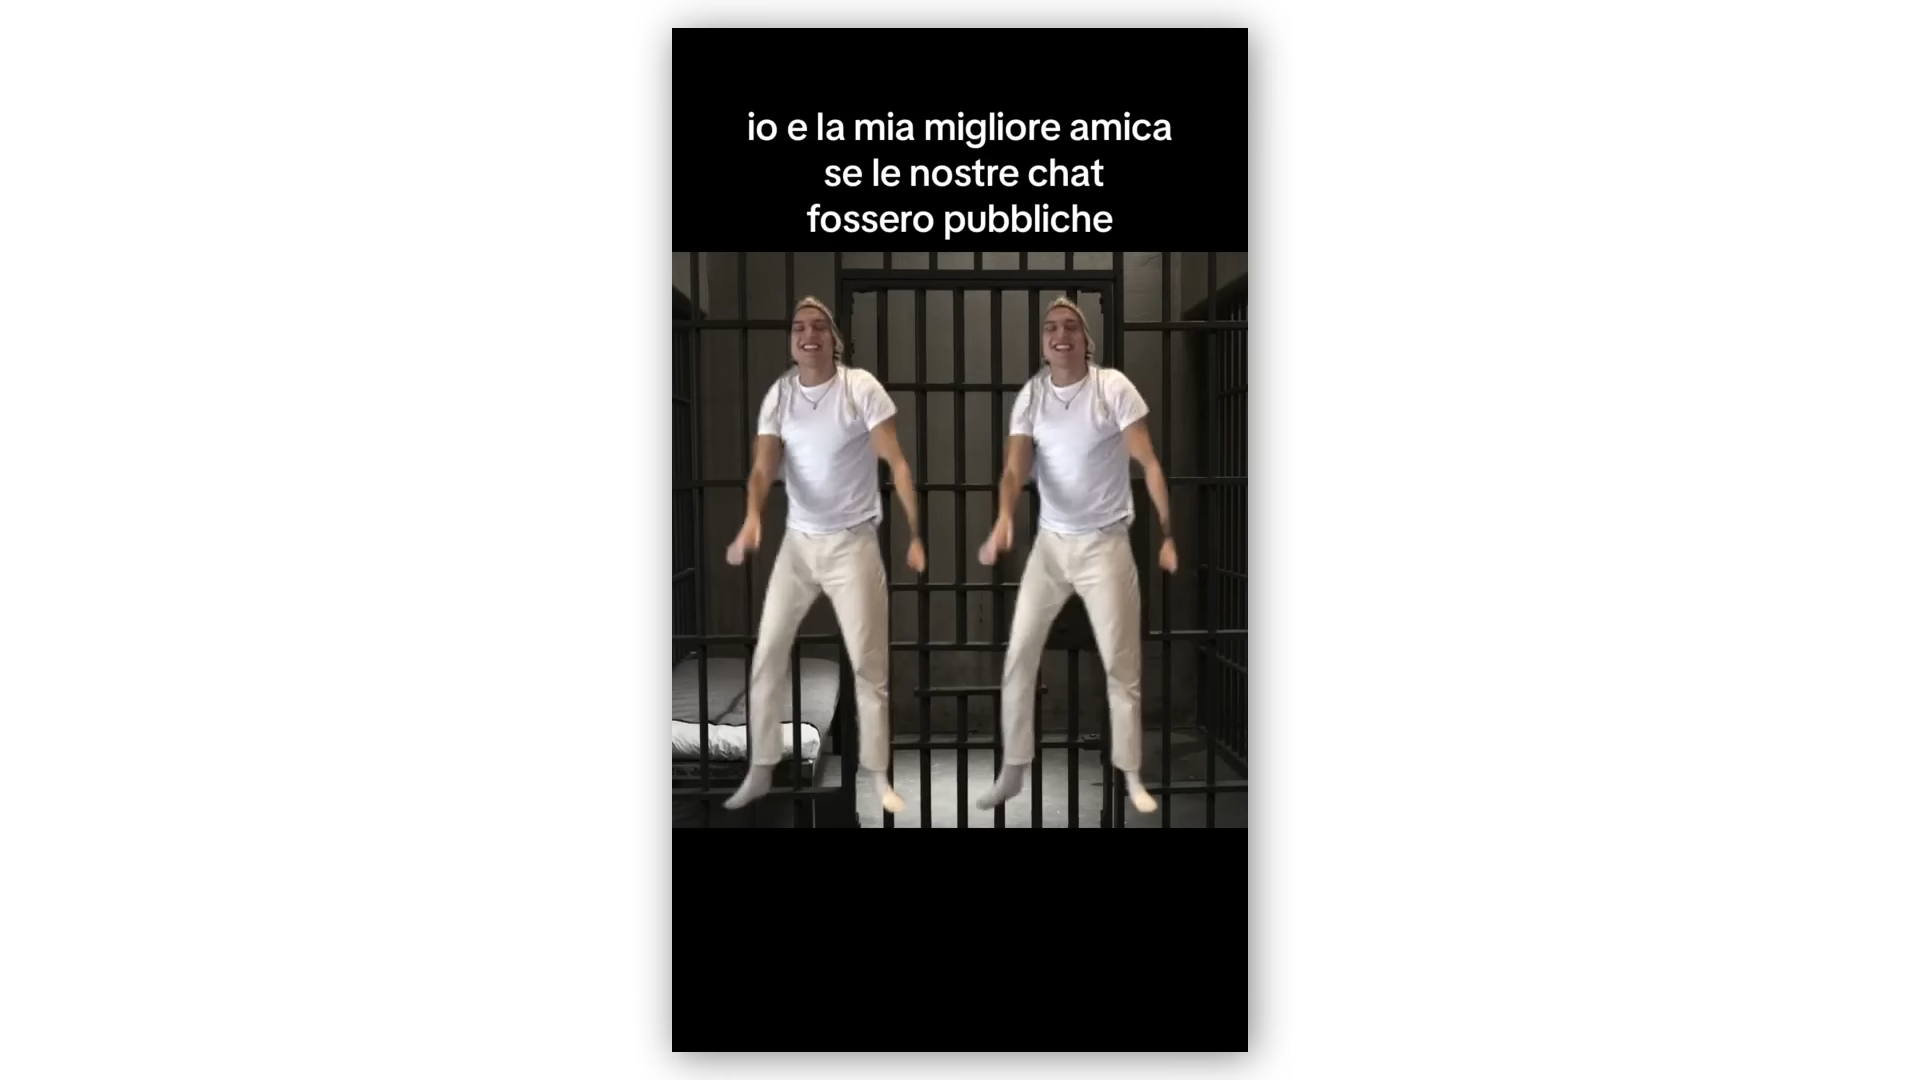 io e la mia migliore amica
se le nostre chat
fossero pubbliche